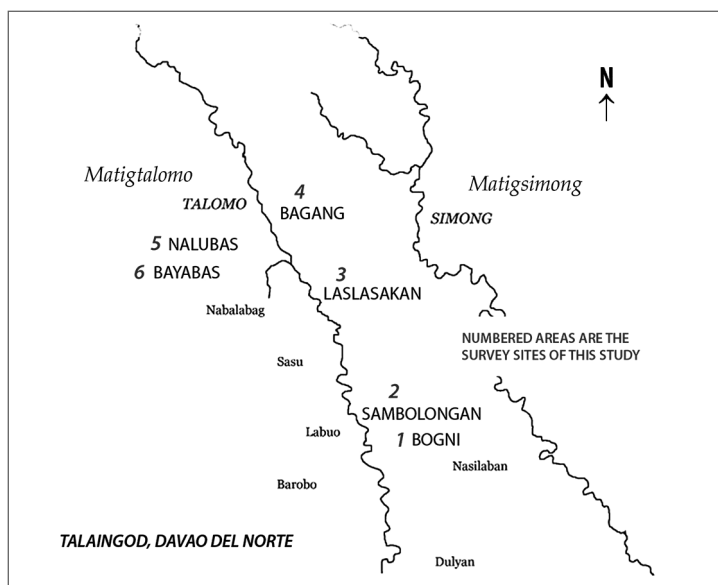 N
Matigtalomo
Matigsimong
4
TALOMO
BAGANG
SIMONG
5 NALUBAS
6 BAYABAS
3
LASLASAKAN
Nabalabag
NUMBERED AREAS ARE THE
SURVEY SITES OF THIS STUDY
Sasu
2
SAMBOLONGAN
Labuo
1 BOGNI
Nasilaban
Barobo
TALAINGOD, DAVAO DEL NORTE
Dulyan